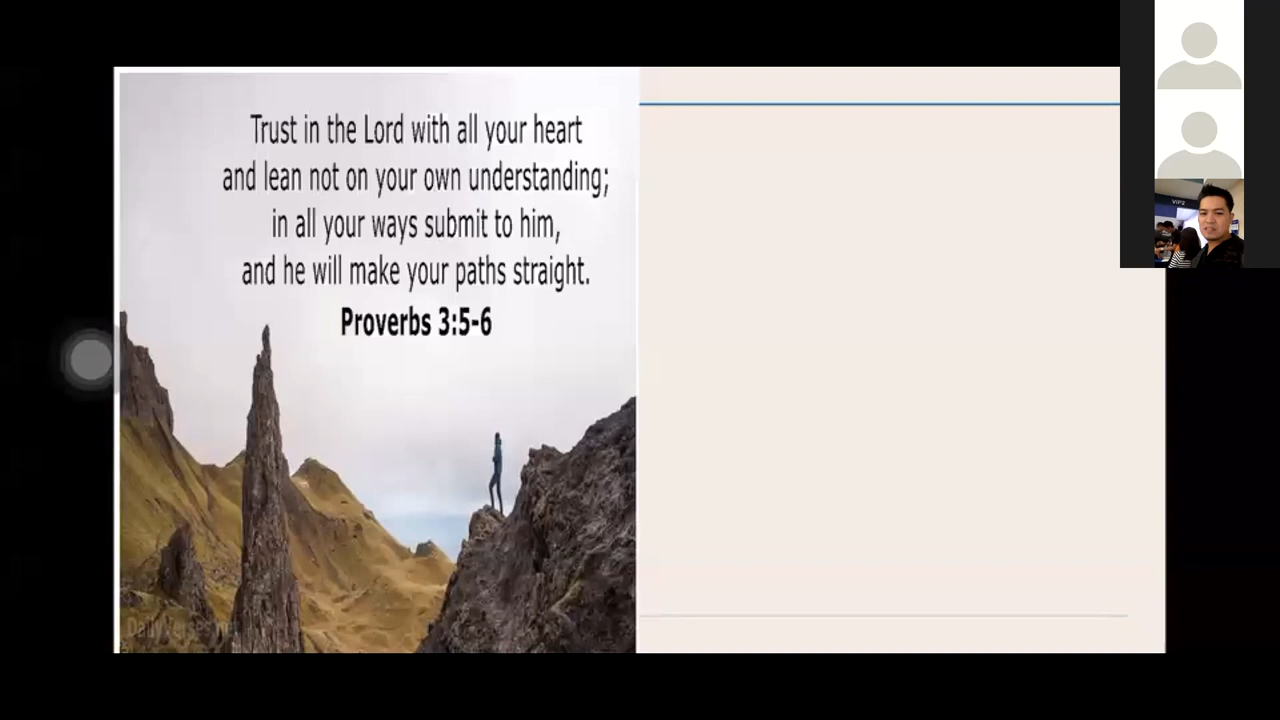 Trust in the Lord with all your heart
and lean not on your own understanding;
in all your ways submit to him,
and he will make your paths straight.
Proverbs 3:5-6
DailyVerses.net
VIP2